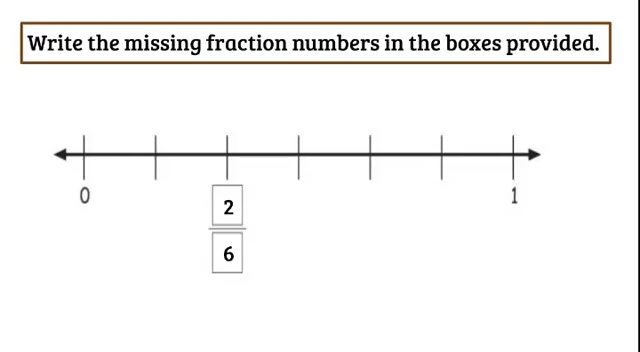 Write the missing fraction numbers in the boxes provided.
0
1
2
6